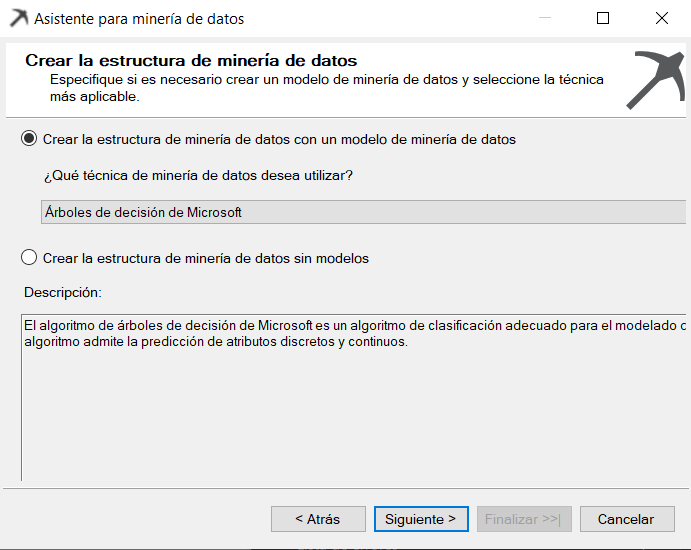 Asistente para minería de datos
Crear la estructura de minería de datos
Especifique si es necesario crear un modelo de minería de datos y seleccione la técnica
más aplicable.
Crear la estructura de minería de datos con un modelo de minería de datos
¿Qué técnica de minería de datos desea utilizar?
Árboles de decisión de Microsoft
Crear la estructura de minería de datos sin modelos
Descripción:
El algoritmo de árboles de decisión de Microsoft es un algoritmo de clasificación adecuado para el modelado
algoritmo admite la predicción de atributos discretos y continuos.
< Atrás
Siguiente >
Finalizar >>|
Cancelar